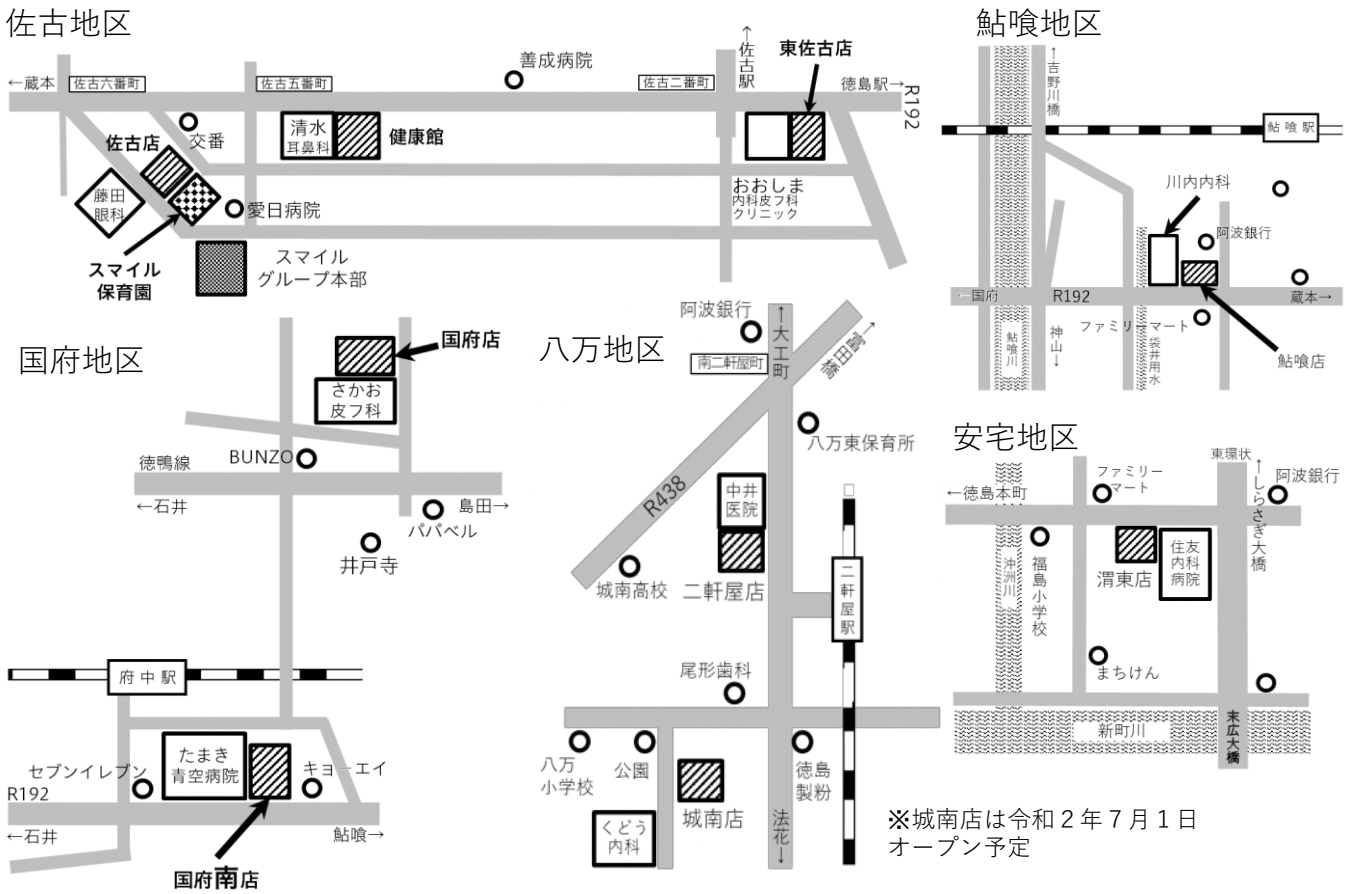 佐古地区
←蔵本
佐古六番町
佐古五番町
善成病院
佐古二番町
←佐古駅
東佐古店
徳島駅→
R192
佐古店
交番
清水
耳鼻科
健康館
藤田
眼科
愛日病院
おおしま
内科皮フ科
クリニック
スマイル
保育園
スマイル
グループ本部
鮎喰地区
←吉野川橋
鮎喰駅
川内内科
阿波銀行
←国府
R192
蔵本→
鮎喰川
神山→
ファミリーマート
袋井用水
鮎喰店
国府地区
国府店
さかお
皮フ科
BUNZO
徳鴨線
←石井
島田→
パパベル
井戸寺
府中駅
たまき
青空病院
セブンイレブン
キョーエイ
R192
←石井
鮎喰→
国府南店
八万地区
阿波銀行
←大工町
南二軒屋町
→富田橋
八万東保育所
R438
中井
医院
城南高校
二軒屋店
二軒屋駅
尾形歯科
八万
小学校
公園
城南店
徳島
製粉
くどう
内科
法花→
安宅地区
東環状
ファミリー
マート
←徳島本町
←しらさぎ大橋
阿波銀行
沖洲川
福島小学校
渭東店
住友
内科
病院
まちけん
新町川
末広大橋
※城南店は令和２年７月１日
オープン予定